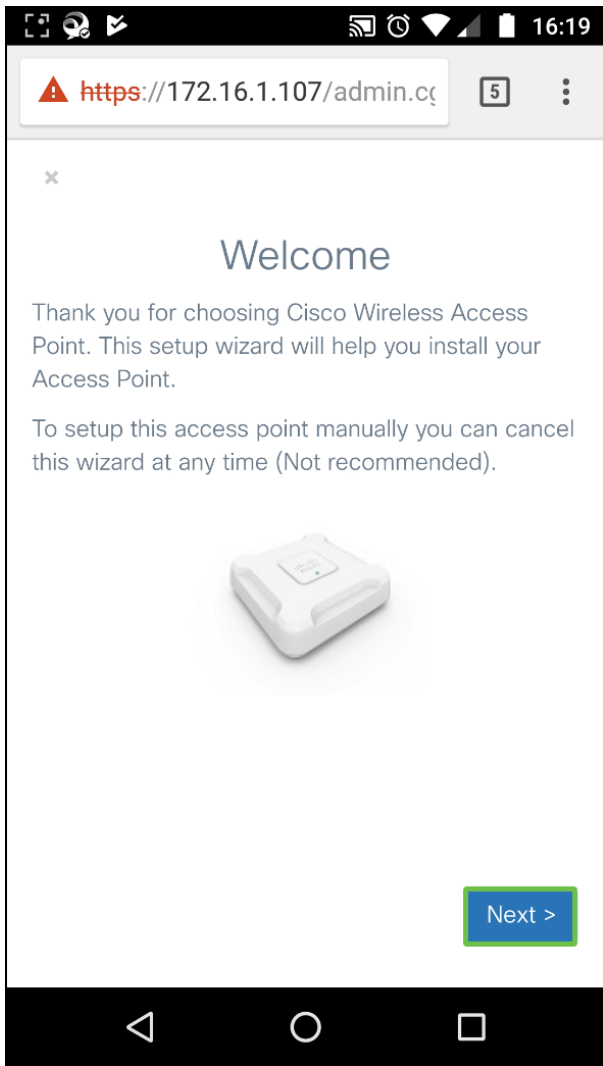 16:19
https://172.16.1.107/admin.cg
5
Welcome
Thank you for choosing Cisco Wireless Access
Point. This setup wizard will help you install your
Access Point.
To setup this access point manually you can cancel
this wizard at any time (Not recommended).
Next >